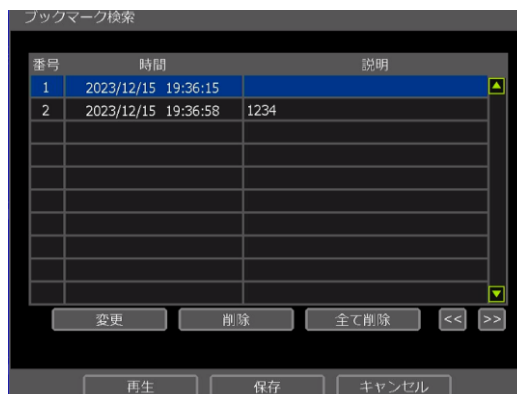 ブックマーク検索
番号 時間 説明
1 2023/12/15 19:36:15
2 2023/12/15 19:36:58 1234
変更 削除 全て削除 << >>
再生 保存 キャンセル